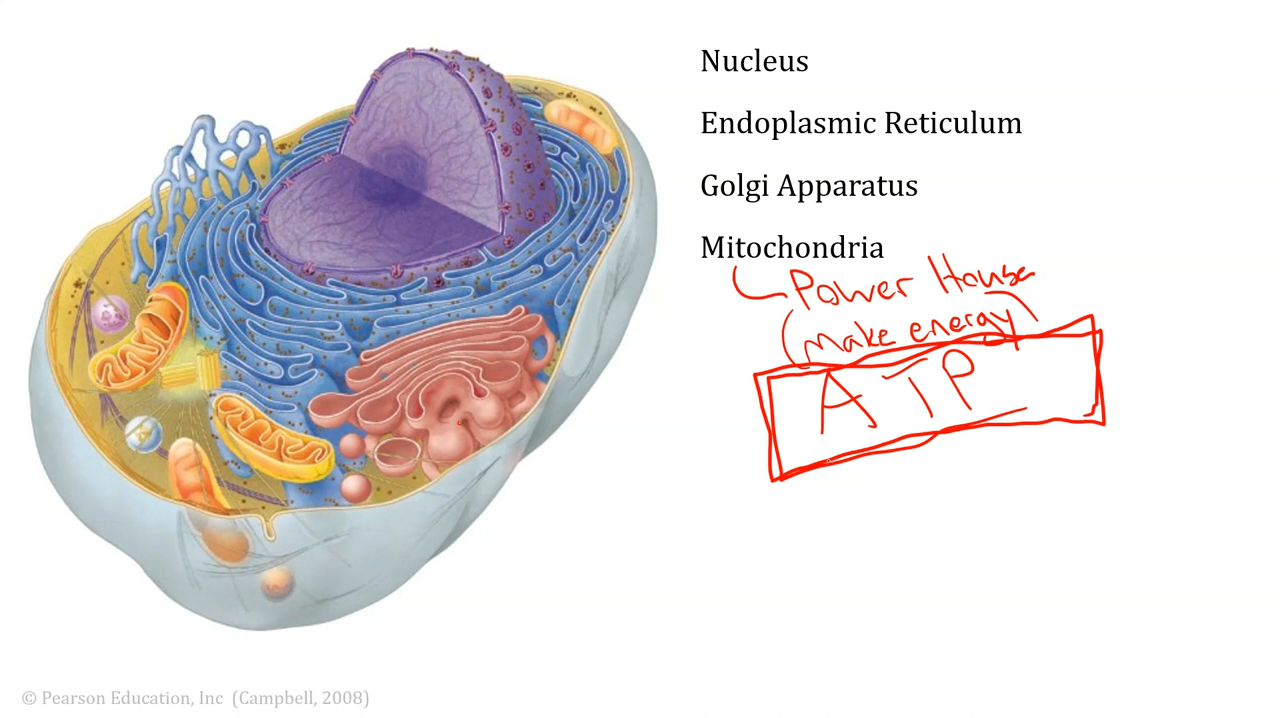 Nucleus
Endoplasmic Reticulum
Golgi Apparatus
Mitochondria
Power House
(make energy)
ATP
© Pearson Education, Inc (Campbell, 2008)